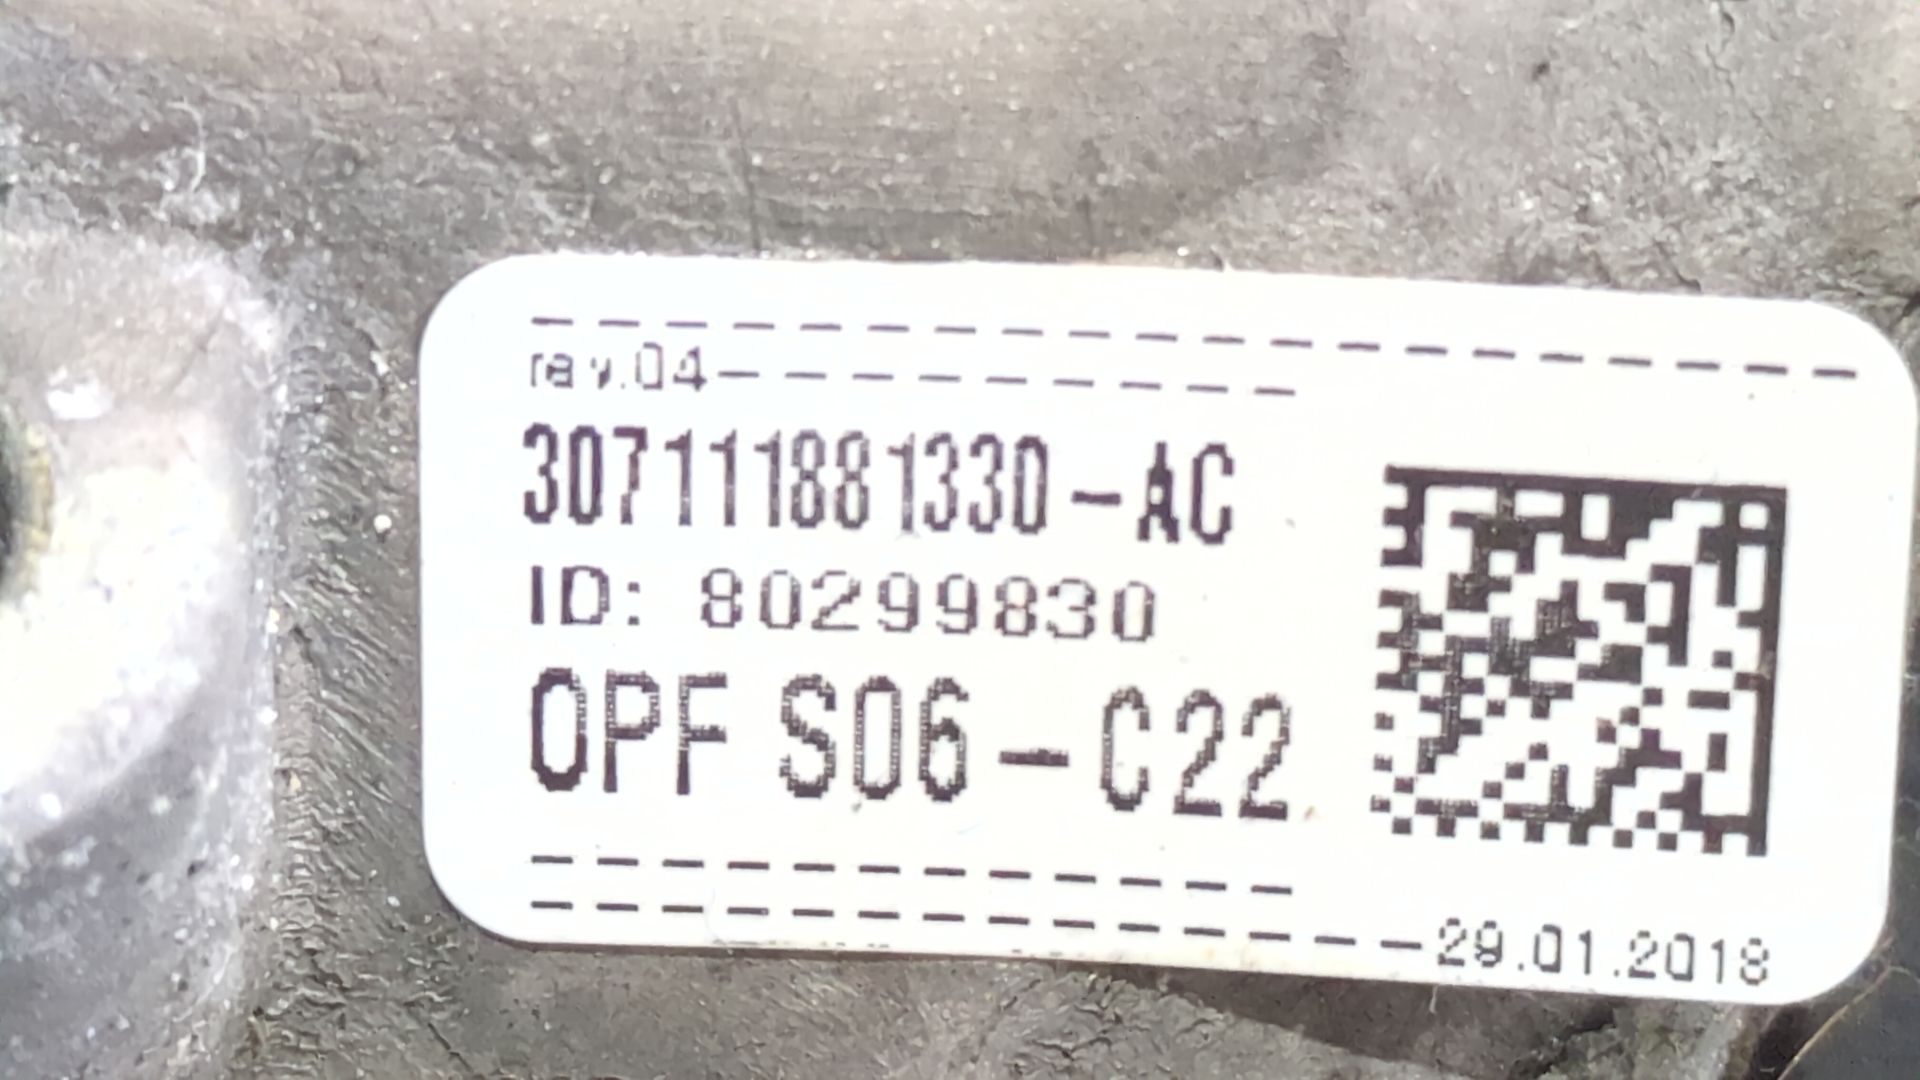 rev.04
307111881330-AC
ID: 80299830
OPF S06-C22
29.01.2018